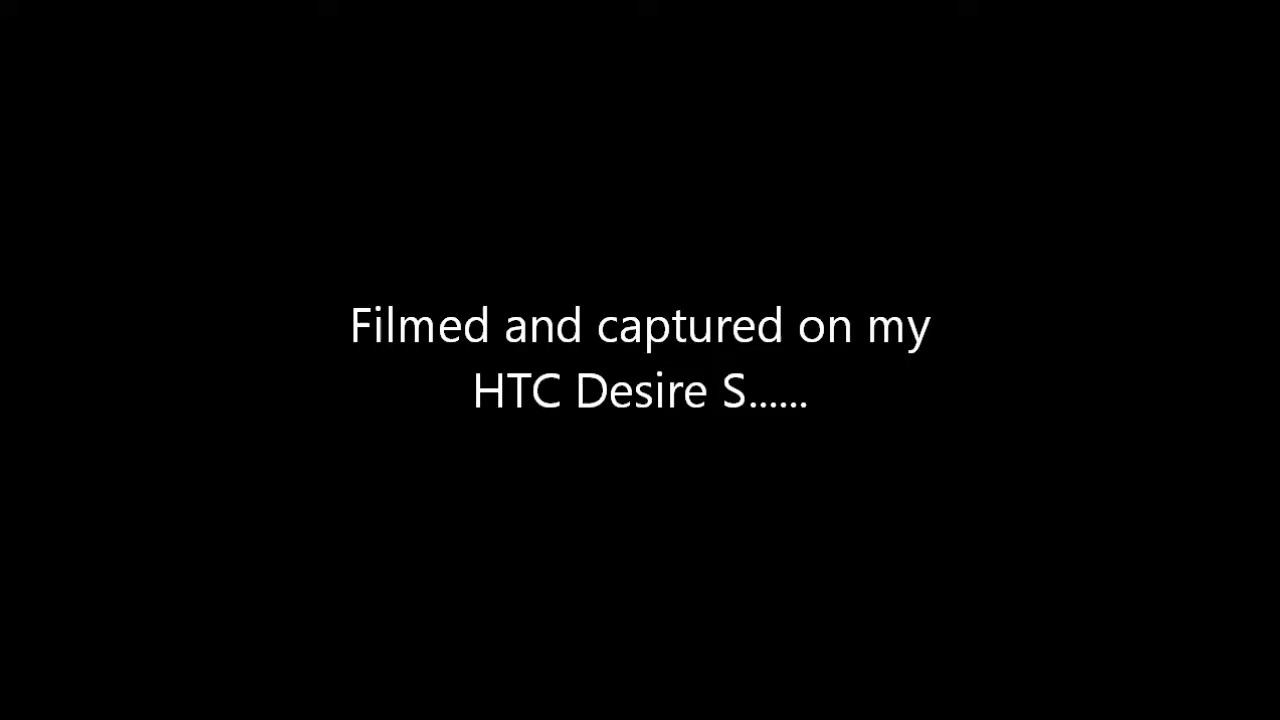 Filmed and captured on my
HTC Desire S......